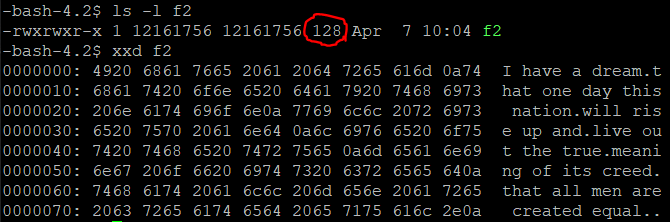 -bash-4.2$ ls -l f2
-rwxrwxr-x 1 12161756 12161756 128 Apr  7 10:04 f2
-bash-4.2$ xxd f2
0000000: 4920 6861 7665 2061 2064 7265 616d 0a74  I have a dream.t
0000010: 6861 7420 6f6e 6520 6461 7920 7468 6973  hat one day this
0000020: 206e 6174 696f 6e0a 7769 6c6c 2072 6973   nation.will ris
0000030: 6520 7570 2061 6e64 0a6c 6976 6520 6f75  e up and.live ou
0000040: 7420 7468 6520 7472 7565 0a6d 6561 6e69  t the true.meani
0000050: 6e67 206f 6620 6974 7320 6372 6565 640a  ng of its creed.
0000060: 7468 6174 2061 6c6c 206d 656e 2061 7265  that all men are
0000070: 2063 7265 6174 6564 2065 7175 616c 2e0a   created equal..